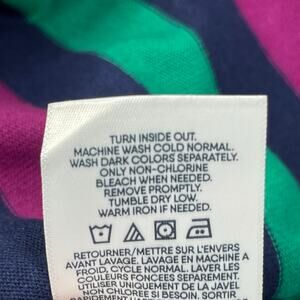 TURN INSIDE OUT.
MACHINE WASH COLD NORMAL.
WASH DARK COLORS SEPARATELY.
ONLY NON-CHLORINE
BLEACH WHEN NEEDED.
REMOVE PROMPTLY.
TUMBLE DRY LOW.
WARM IRON IF NEEDED.
RETOURNER/METTRE SUR L'ENVERS
AVANT LAVAGE. LAVAGE EN MACHINE À
FROID, CYCLE NORMAL. LAVER LES
COULEURS FONCÉES SEPAREMENT.
UTILISER UNIQUEMENT DE LA JAVEL
NON CHLORÉE SI BESOIN. SORTIR